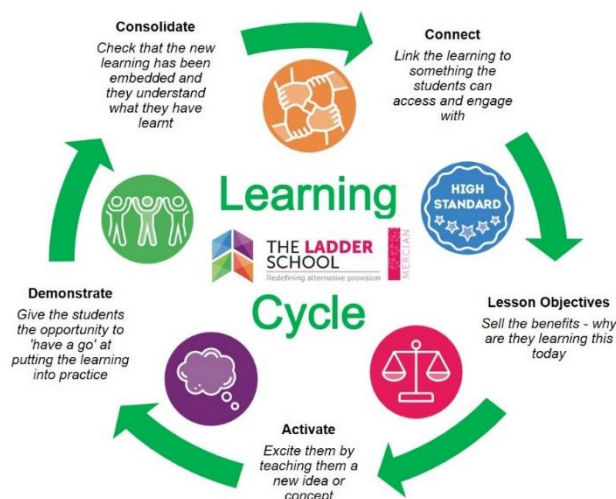 Consolidate
Check that the new
learning has been
embedded and
they understand
what they have
learnt
Connect
Link the learning to
something the
students can
access and engage
with
HIGH
STANDARD
Learning
THE LADDER
SCHOOL
Redefining alternative provision
MERCIAN
Cycle
Lesson Objectives
Sell the benefits - why
are they learning this
today
Activate
Excite them by
teaching them a
new idea or
concept
Demonstrate
Give the students
the opportunity to
'have a go' at
putting the learning
into practice